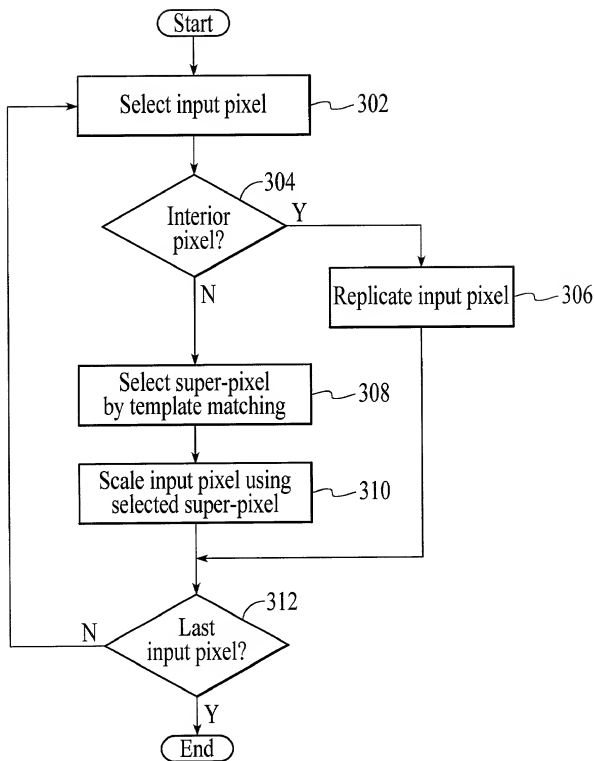 Start
Select input pixel
302
304
Interior
pixel?
Y
N
Replicate input pixel
306
Select super-pixel
by template matching
308
Scale input pixel using
selected super-pixel
310
312
Last
input pixel?
N
Y
End